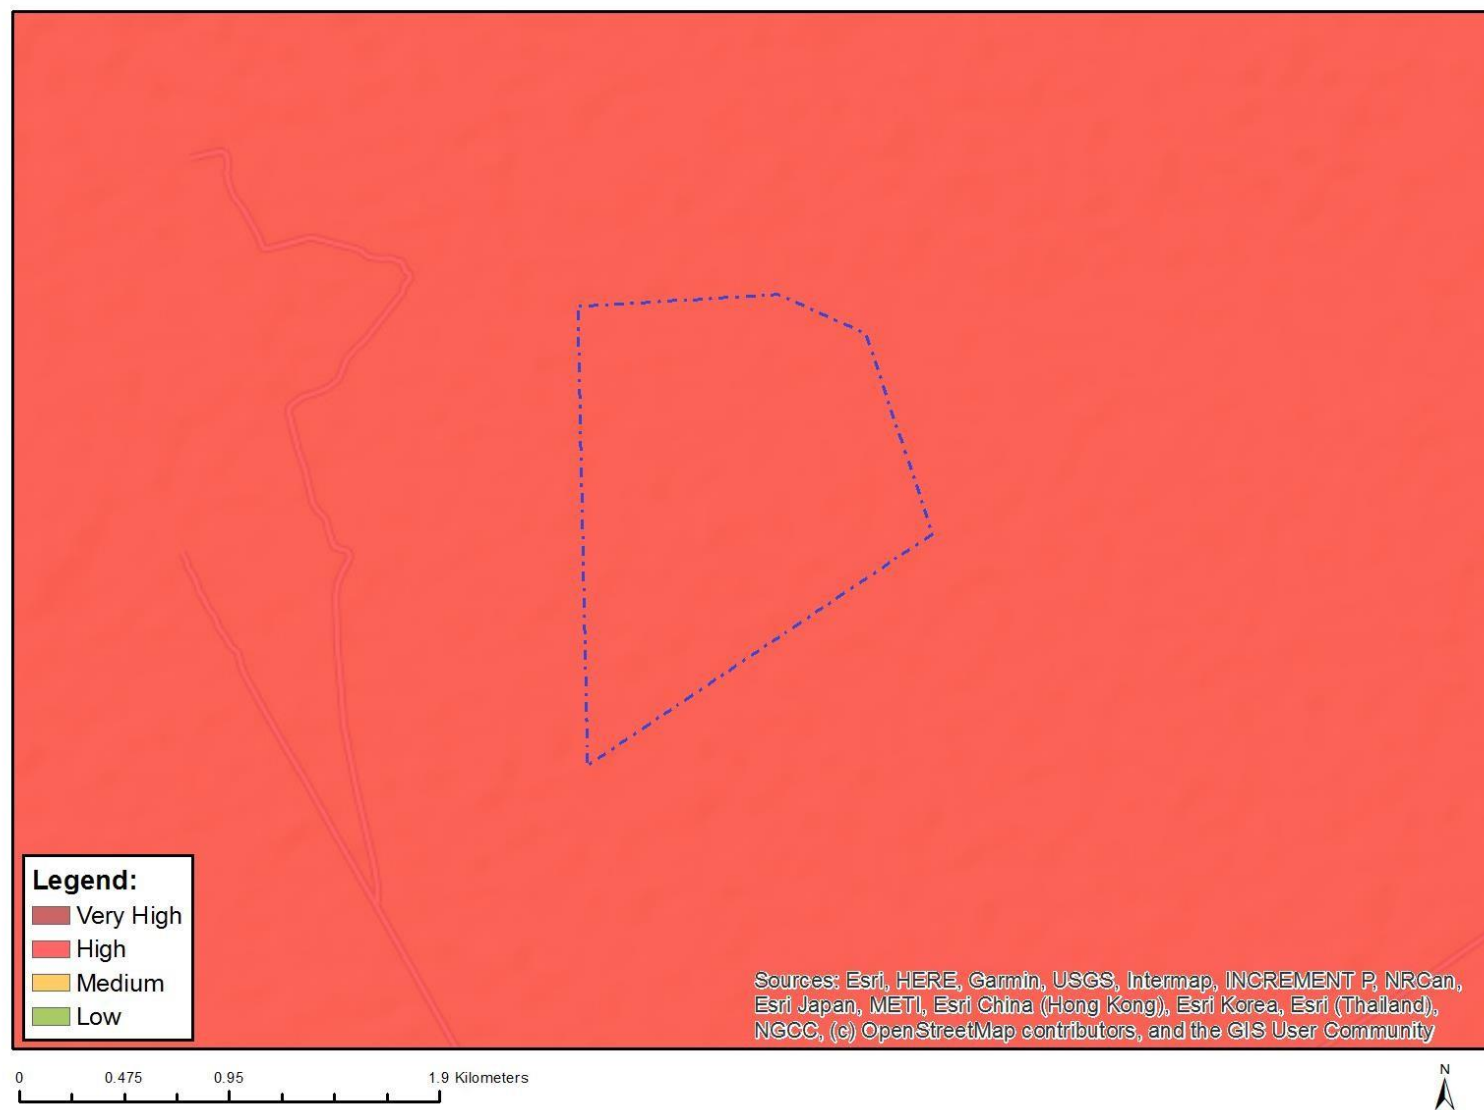 Legend:
Very High
High
Medium
Low
Sources: Esri, HERE, Garmin, USGS, Intermap, INCREMENT P, NRCan,
Esri Japan, METI, Esri China (Hong Kong), Esri Korea, Esri (Thailand),
NGCC, (c) OpenStreetMap contributors, and the GIS User Community
0 0.475 0.95 1.9 Kilometers
N